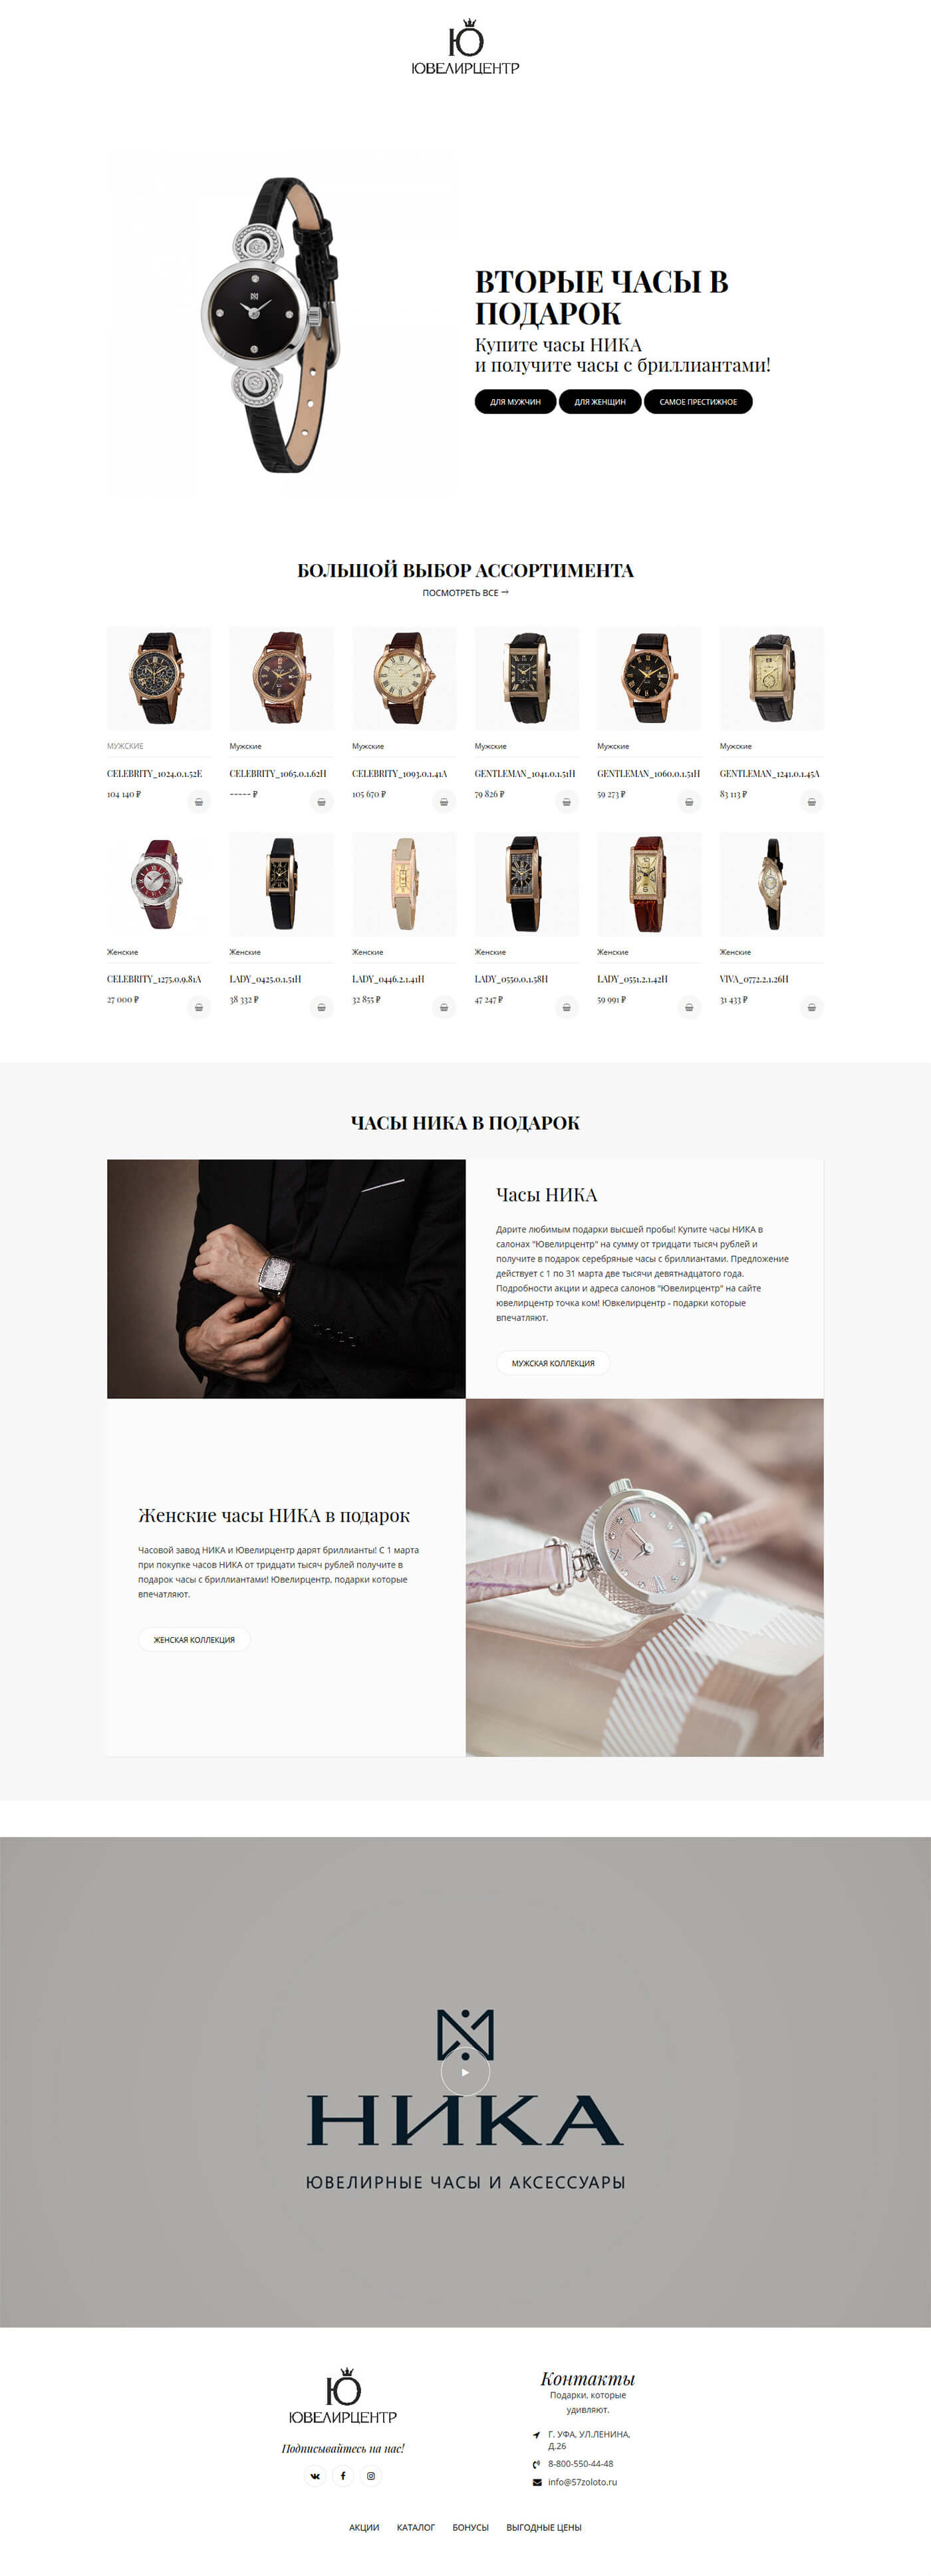 Ю
ЮВЕЛИРЦЕНТР
ВТОРЫЕ ЧАСЫ В
ПОДАРОК
Купите часы НИКА
и получите часы с бриллиантами!
ДЛЯ МУЖЧИН ДЛЯ ЖЕНЩИН САМОЕ ПРЕСТИЖНОЕ
БОЛЬШОЙ ВЫБОР АССОРТИМЕНТА
ПОСМОТРЕТЬ ВСЕ →
МУЖСКИЕ Мужские Мужские Мужские Мужские Мужские
CELEBRITY_1024.0.1.52E CELEBRITY_1065.0.1.62H CELEBRITY_1093.0.1.41A GENTLEMAN_1041.0.1.51H GENTLEMAN_1060.0.1.51H GENTLEMAN_1241.0.1.45A
104 140 ₽ ----- ₽ 105 670 ₽ 79 826 ₽ 59 273 ₽ 83 113 ₽
Женские Женские Женские Женские Женские Женские
CELEBRITY_1275.0.9.81A LADY_0425.0.1.51H LADY_0446.2.1.41H LADY_0550.0.1.58H LADY_0551.2.1.42H VIVA_0772.2.1.26H
27 000 ₽ 38 332 ₽ 32 855 ₽ 47 247 ₽ 59 991 ₽ 31 433 ₽
ЧАСЫ НИКА В ПОДАРОК
Часы НИКА
Дарите любимым подарки высшей пробы! Купите часы НИКА в
салонах "Ювелирцентр" на сумму от тридцати тысяч рублей и
получите в подарок серебряные часы с бриллиантами. Предложение
действует с 1 по 31 марта две тысячи девятнадцатого года.
Подробности акции и адреса салонов "Ювелирцентр" на сайте
ювелирцентр точка ком! Ювкелирцентр - подарки которые
впечатляют.
МУЖСКАЯ КОЛЛЕКЦИЯ
Женские часы НИКА в подарок
Часовой завод НИКА и Ювелирцентр дарят бриллианты! С 1 марта
при покупке часов НИКА от тридцати тысяч рублей получите в
подарок часы с бриллиантами! Ювелирцентр, подарки которые
впечатляют.
ЖЕНСКАЯ КОЛЛЕКЦИЯ
НИКА
ЮВЕЛИРНЫЕ ЧАСЫ И АКСЕССУАРЫ
Ю
ЮВЕЛИРЦЕНТР
Подписывайтесь на нас!
Контакты
Подарки, которые
удивляют.
Г. УФА, УЛ.ЛЕНИНА,
Д.26
8-800-550-44-48
info@57zoloto.ru
АКЦИИ КАТАЛОГ БОНУСЫ ВЫГОДНЫЕ ЦЕНЫ